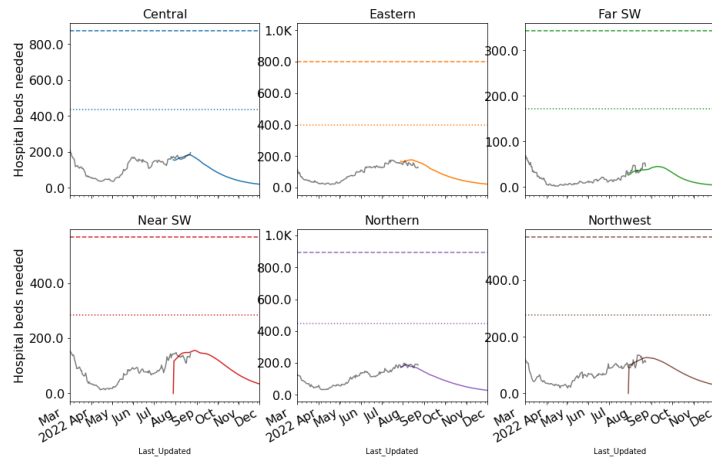 Central
Eastern
Far SW
Hospital beds needed
800.0
600.0
400.0
200.0
0.0
1.0K
800.0
600.0
400.0
200.0
0.0
300.0
200.0
100.0
0.0
Near SW
Northern
Northwest
Hospital beds needed
400.0
200.0
0.0
1.0K
800.0
600.0
400.0
200.0
0.0
400.0
200.0
0.0
Mar
2022
Apr
May
Jun
Jul
Aug
Sep
Oct
Nov
Dec
Mar
2022
Apr
May
Jun
Jul
Aug
Sep
Oct
Nov
Dec
Mar
2022
Apr
May
Jun
Jul
Aug
Sep
Oct
Nov
Dec
Last_Updated
Last_Updated
Last_Updated